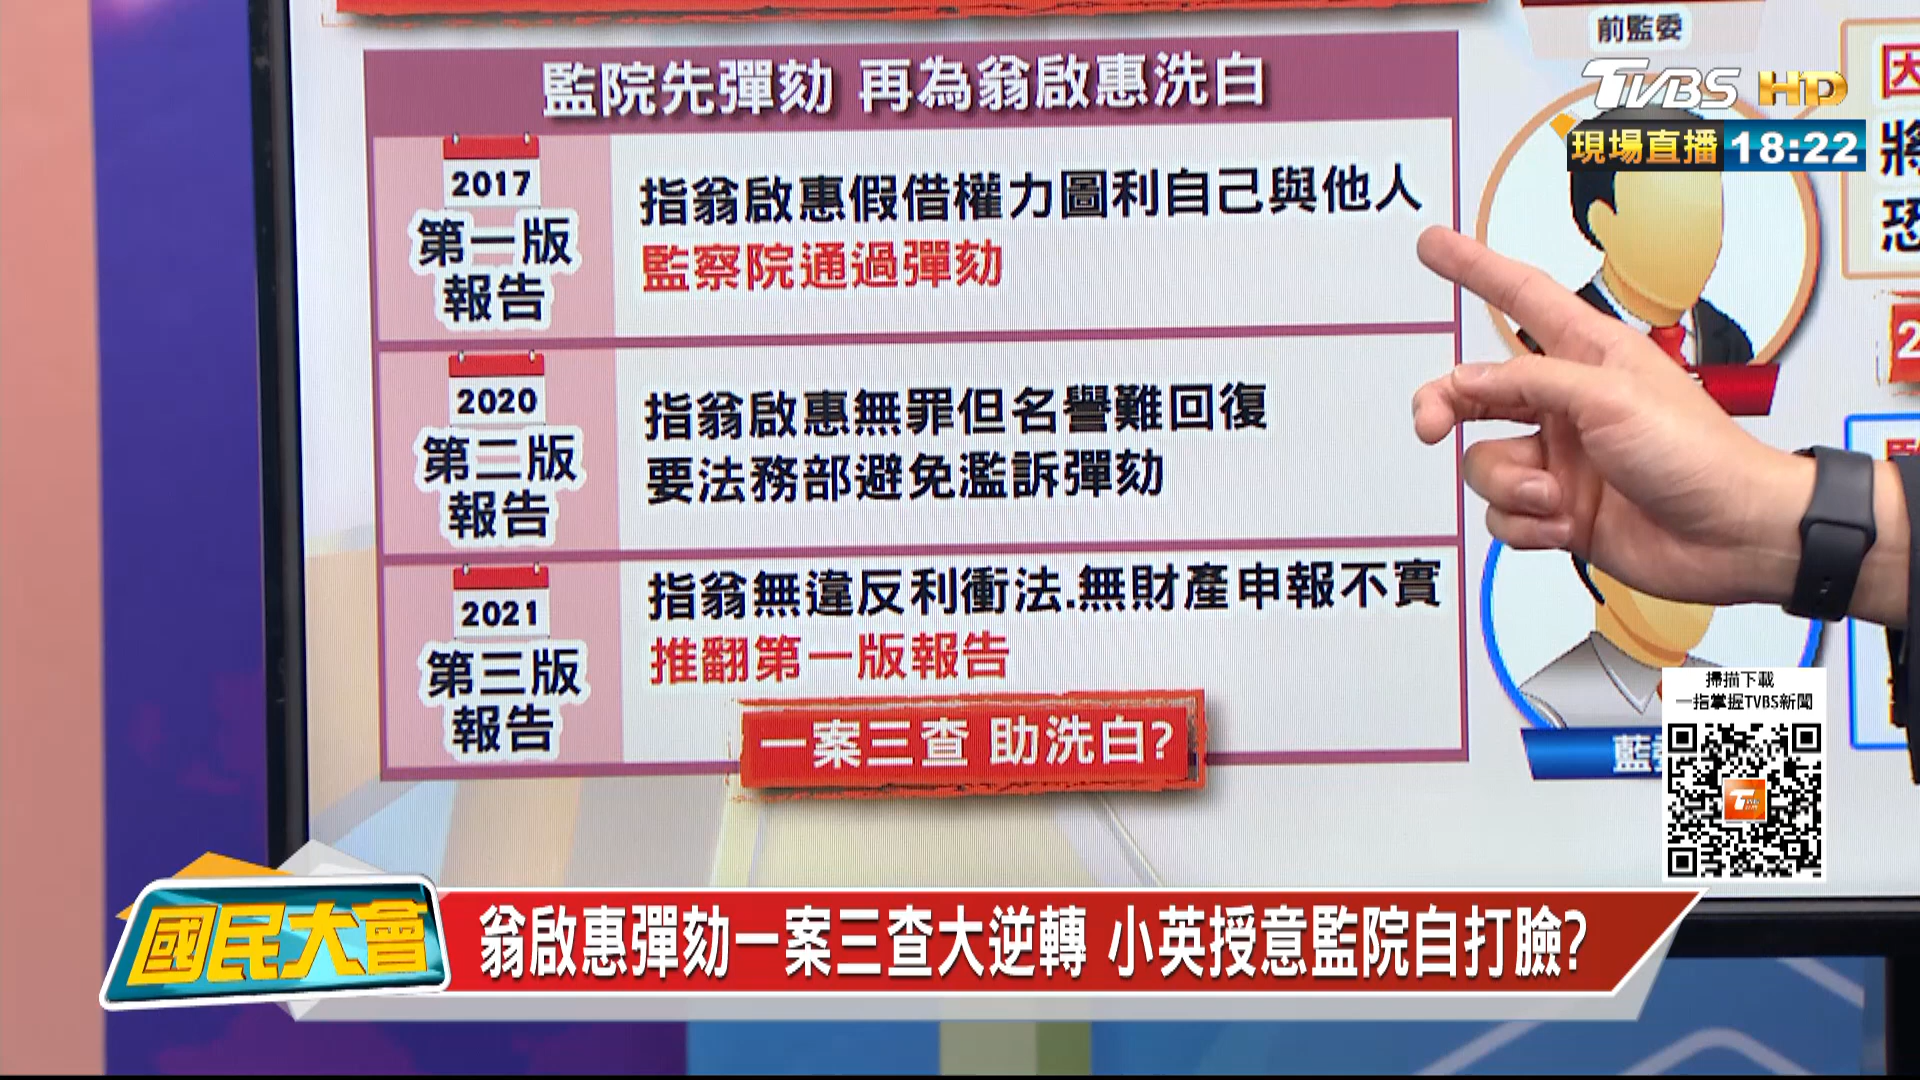 監院先彈劾 再為翁啟惠洗白
2017
第一版
報告
指翁啟惠假借權力圖利自己與他人
監察院通過彈劾
2020
第二版
報告
指翁啟惠無罪但名譽難回復
要法務部避免濫訴彈劾
2021
第三版
報告
指翁無違反利衝法.無財產申報不實
推翻第一版報告
一案三查 助洗白?
前監委
TVBS HD
現場直播 18:22
因
將
恐
2
藍
掃描下載
一指掌握TVBS新聞
國民大會
翁啟惠彈劾一案三查大逆轉 小英授意監院自打臉?